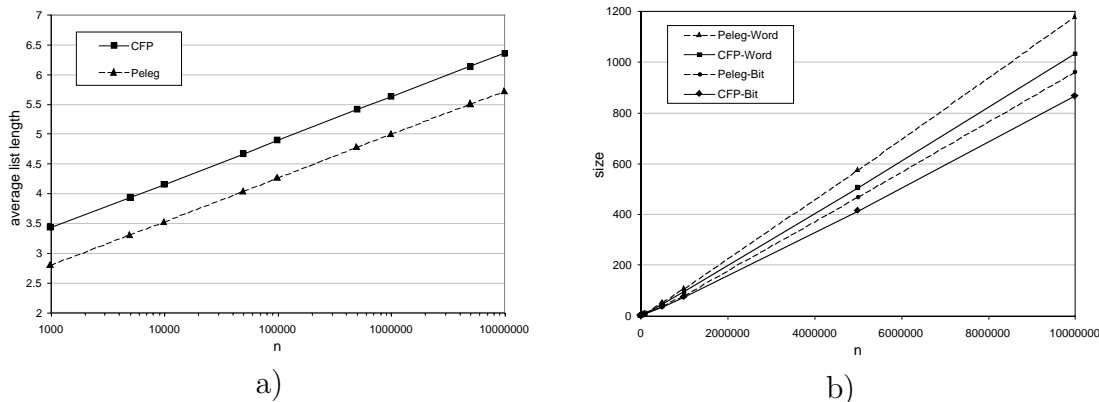 7
6.5
6
5.5
5
4.5
4
3.5
3
2.5
2
average list length
CFP
Peleg
1000 10000 100000 1000000 10000000
n
a)
1200
1000
800
600
400
200
0
size
Peleg-Word
CFP-Word
Peleg-Bit
CFP-Bit
0 2000000 4000000 6000000 8000000 10000000
n
b)